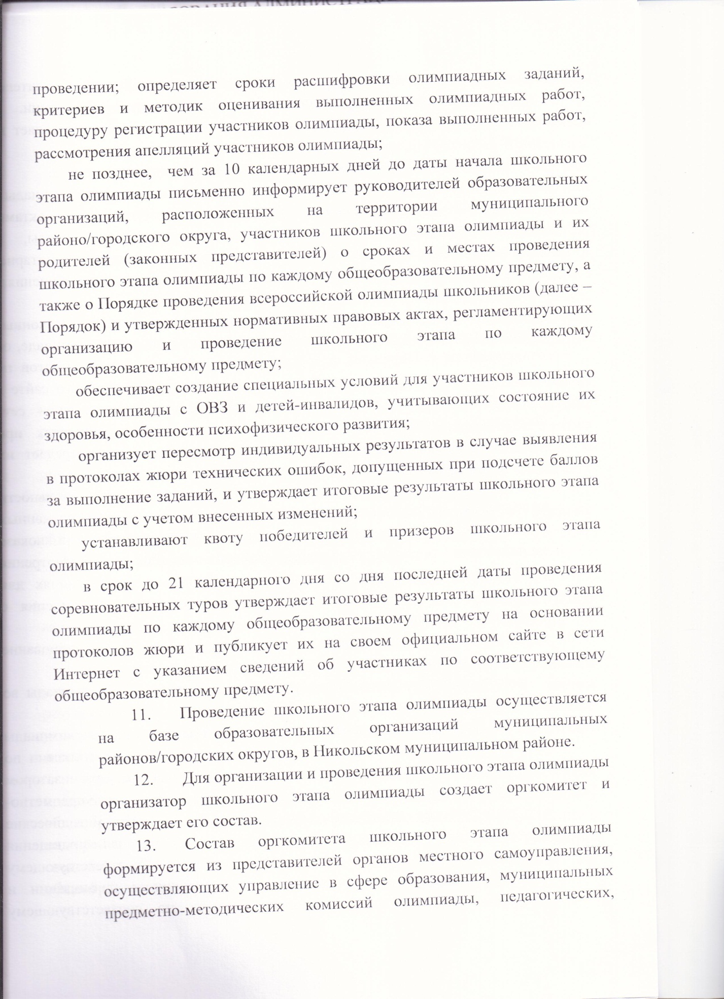 проведении; определяет сроки расшифровки олимпиадных заданий,
критериев и методик оценивания выполненных олимпиадных работ,
процедуру регистрации участников олимпиады, показа выполненных работ,
рассмотрения апелляций участников олимпиады;
не позднее, чем за 10 календарных дней до даты начала школьного
этапа олимпиады письменно информирует руководителей образовательных
организаций, расположенных на территории муниципального
районо/городского округа, участников школьного этапа олимпиады и их
родителей (законных представителей) о сроках и местах проведения
школьного этапа олимпиады по каждому общеобразовательному предмету, а
также о Порядке проведения всероссийской олимпиады школьников (далее –
Порядок) и утвержденных нормативных правовых актах, регламентирующих
организацию и проведение школьного этапа по каждому
общеобразовательному предмету;
обеспечивает создание специальных условий для участников школьного
этапа олимпиады с ОВЗ и детей-инвалидов, учитывающих состояние их
здоровья, особенности психофизического развития;
организует пересмотр индивидуальных результатов в случае выявления
в протоколах жюри технических ошибок, допущенных при подсчете баллов
за выполнение заданий, и утверждает итоговые результаты школьного этапа
олимпиады с учетом внесенных изменений;
устанавливают квоту победителей и призеров школьного этапа
олимпиады;
в срок до 21 календарного дня со дня последней даты проведения
соревновательных туров утверждает итоговые результаты школьного этапа
олимпиады по каждому общеобразовательному предмету на основании
протоколов жюри и публикует их на своем официальном сайте в сети
Интернет с указанием сведений об участниках по соответствующему
общеобразовательному предмету.
11. Проведение школьного этапа олимпиады осуществляется
на базе образовательных организаций муниципальных
районов/городских округов, в Никольском муниципальном районе.
12. Для организации и проведения школьного этапа олимпиады
организатор школьного этапа олимпиады создает оргкомитет и
утверждает его состав.
13. Состав оргкомитета школьного этапа олимпиады
формируется из представителей органов местного самоуправления,
осуществляющих управление в сфере образования, муниципальных
предметно-методических комиссий олимпиады, педагогических,